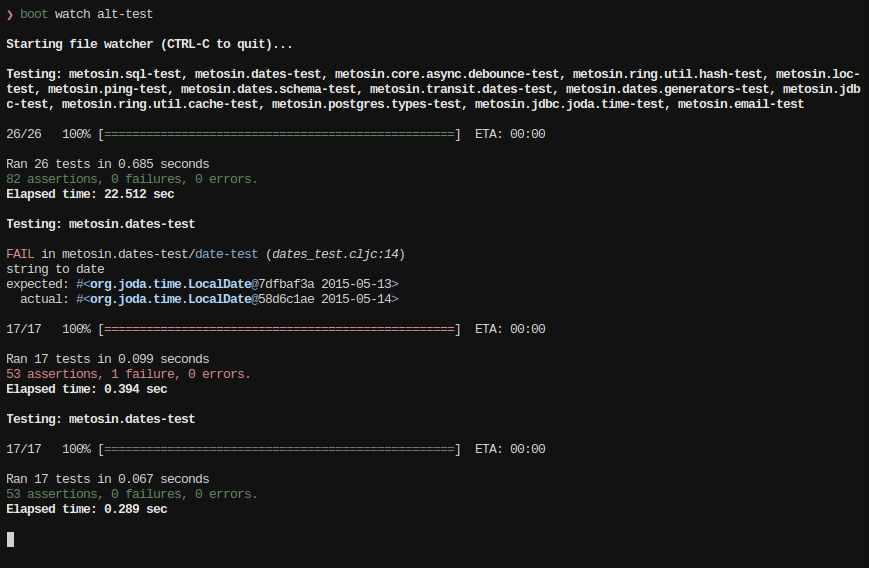 ❯ boot watch alt-test
Starting file watcher (CTRL-C to quit)...
Testing: metosin.sql-test, metosin.dates-test, metosin.core.async.debounce-test, metosin.ring.util.hash-test, metosin.loc-
test, metosin.ping-test, metosin.dates.schema-test, metosin.transit.dates-test, metosin.dates.generators-test, metosin.jdb
c-test, metosin.ring.util.cache-test, metosin.postgres.types-test, metosin.jdbc.joda.time-test, metosin.email-test
26/26   100% [==================================================]  ETA: 00:00
Ran 26 tests in 0.685 seconds
82 assertions, 0 failures, 0 errors.
Elapsed time: 22.512 sec
Testing: metosin.dates-test
FAIL in metosin.dates-test/date-test (dates_test.cljc:14)
string to date
expected: #<org.joda.time.LocalDate@7dfbaf3a 2015-05-13>
  actual: #<org.joda.time.LocalDate@58d6c1ae 2015-05-14>
17/17   100% [==================================================]  ETA: 00:00
Ran 17 tests in 0.099 seconds
53 assertions, 1 failure, 0 errors.
Elapsed time: 0.394 sec
Testing: metosin.dates-test
17/17   100% [==================================================]  ETA: 00:00
Ran 17 tests in 0.067 seconds
53 assertions, 0 failures, 0 errors.
Elapsed time: 0.289 sec